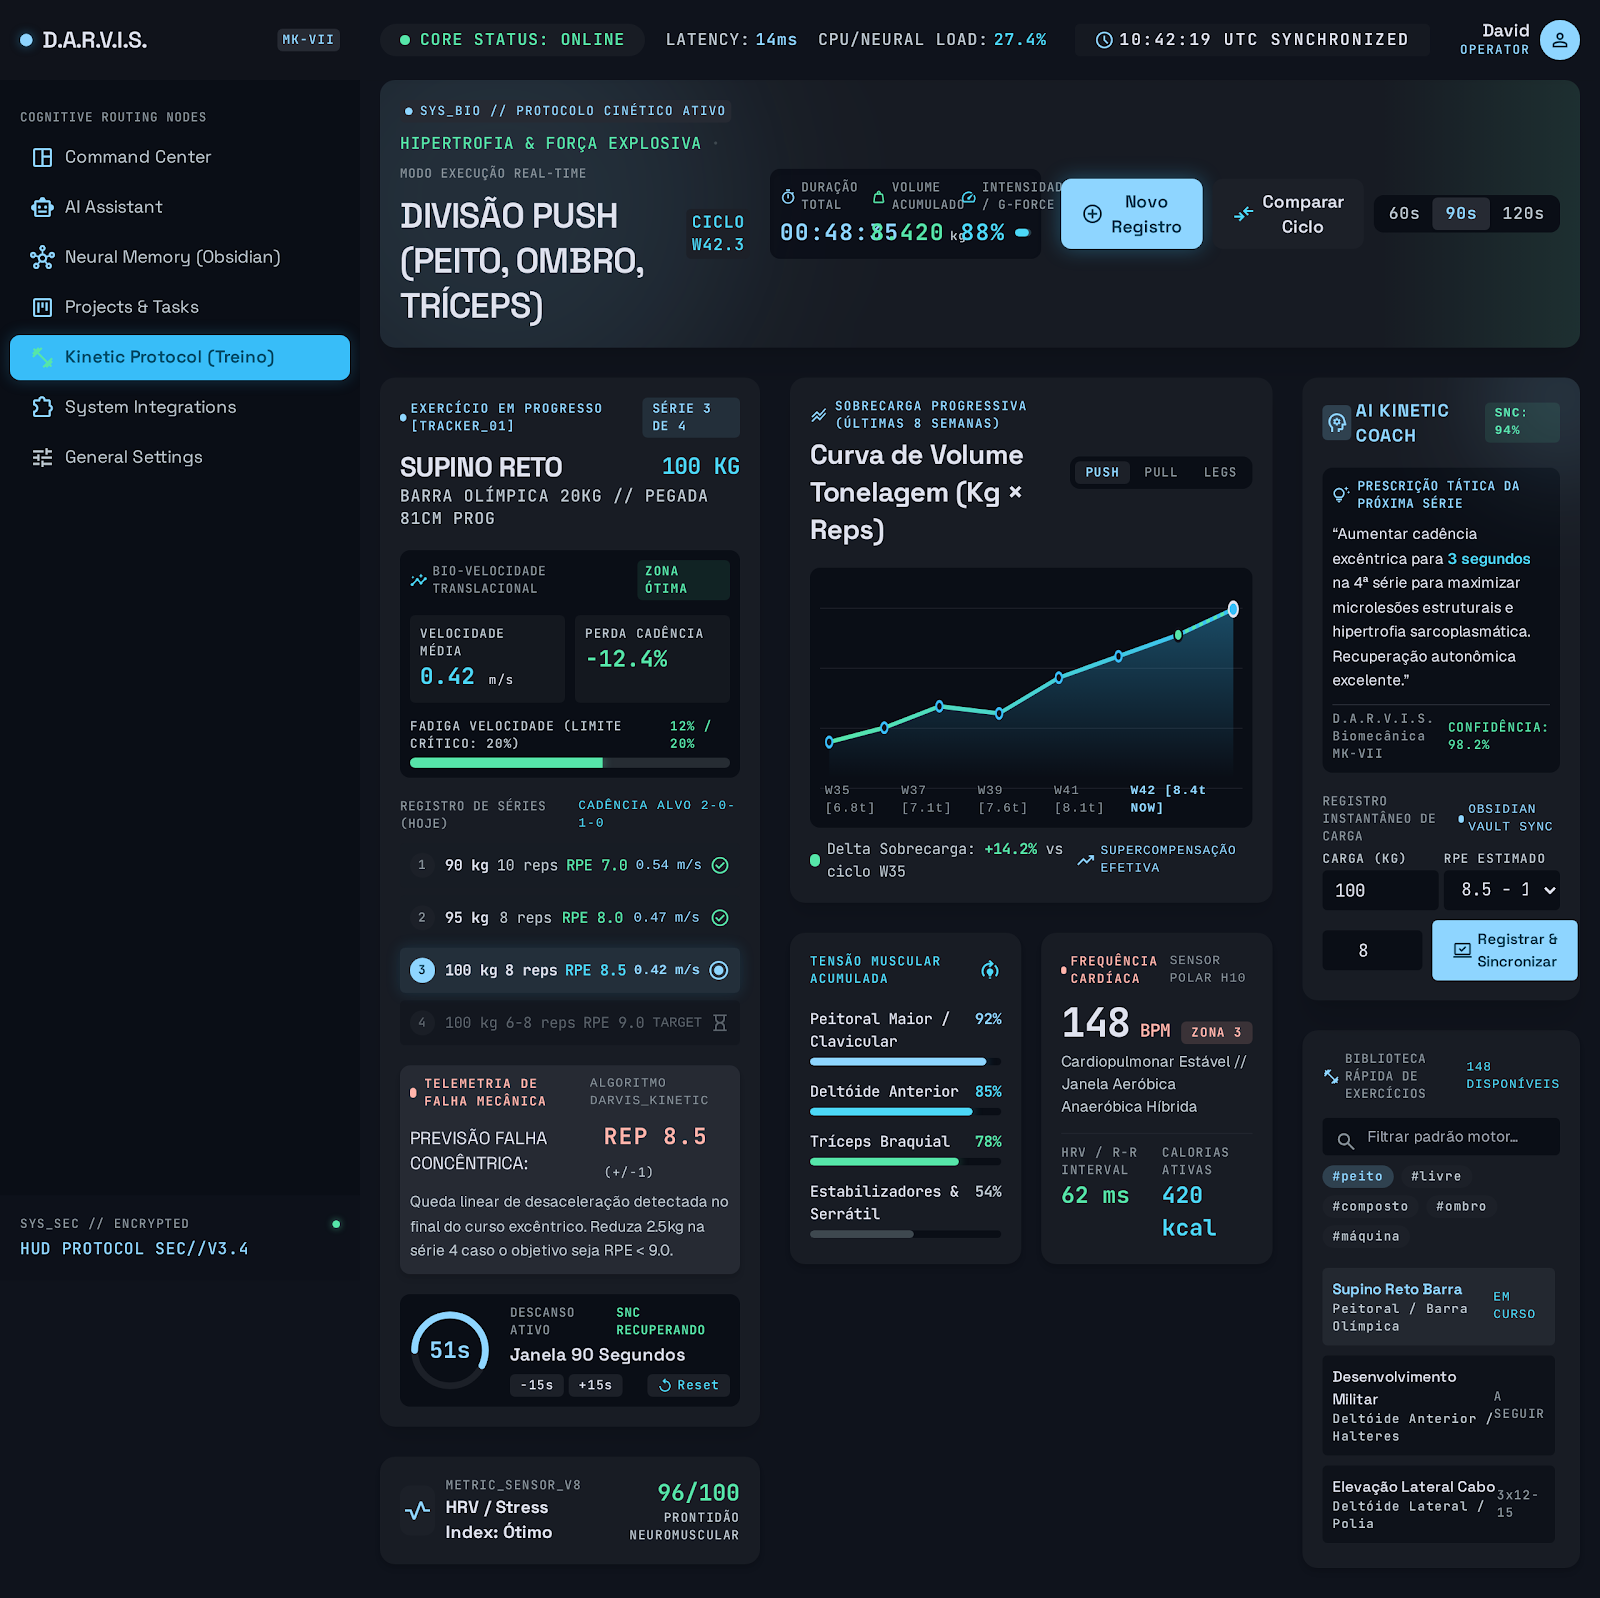 D.A.R.V.I.S.
MK-VII
CORE STATUS: ONLINE
LATENCY: 14ms
CPU/NEURAL LOAD: 27.4%
10:42:19 UTC SYNCHRONIZED
David
OPERATOR
COGNITIVE ROUTING NODES
Command Center
AI Assistant
Neural Memory (Obsidian)
Projects & Tasks
Kinetic Protocol (Treino)
System Integrations
General Settings
SYS_SEC // ENCRYPTED
HUD PROTOCOL SEC//V3.4
SYS_BIO // PROTOCOLO CINÉTICO ATIVO
HIPERTROFIA & FORÇA EXPLOSIVA
MODO EXECUÇÃO REAL-TIME
DIVISÃO PUSH
(PEITO, OMBRO,
TRÍCEPS)
CICLO
W42.3
DURAÇÃO
TOTAL
VOLUME
ACUMULADO
kg
INTENSIDAD
/ G-FORCE
88%
Novo
Registro
Comparar
Ciclo
60s
90s
120s
EXERCÍCIO EM PROGRESSO
[TRACKER_01]
SÉRIE 3
DE 4
SUPINO RETO
100 KG
BARRA OLÍMPICA 20KG // PEGADA
81CM PROG
BIO-VELOCIDADE
TRANSLACIONAL
ZONA
ÓTIMA
VELOCIDADE
MÉDIA
0.42 m/s
PERDA CADÊNCIA
-12.4%
FADIGA VELOCIDADE (LIMITE
CRÍTICO: 20%)
12% /
20%
REGISTRO DE SÉRIES
(HOJE)
CADÊNCIA ALVO 2-0-
1-0
1 90 kg 10 reps RPE 7.0 0.54 m/s
2 95 kg 8 reps RPE 8.0 0.47 m/s
3 100 kg 8 reps RPE 8.5 0.42 m/s
4 100 kg 6-8 reps RPE 9.0 TARGET
TELEMETRIA DE
FALHA MECÂNICA
ALGORITMO
DARVIS_KINETIC
PREVISÃO FALHA
CONCÊNTRICA:
REP 8.5
(+/-1)
Queda linear de desaceleração detectada no
final do curso excêntrico. Reduza 2.5kg na
série 4 caso o objetivo seja RPE < 9.0.
51s
DESCANSO
ATIVO
SNC
RECUPERANDO
Janela 90 Segundos
-15s
+15s
Reset
METRIC_SENSOR_V8
HRV / Stress
Index: Ótimo
96/100
PRONTIDÃO
NEUROMUSCULAR
SOBRECARGA PROGRESSIVA
(ÚLTIMAS 8 SEMANAS)
Curva de Volume
Tonelagem (Kg ×
Reps)
PUSH
PULL
LEGS
W35
[6.8t]
W37
[7.1t]
W39
[7.6t]
W41
[8.1t]
W42 [8.4t
NOW]
Delta Sobrecarga: +14.2% vs
ciclo W35
SUPERCOMPENSAÇÃO
EFETIVA
TENSÃO MUSCULAR
ACUMULADA
Peitoral Maior /
Clavicular
92%
Deltóide Anterior 85%
Tríceps Braquial 78%
Estabilizadores &
Serrátil
54%
FREQUÊNCIA
CARDÍACA
SENSOR
POLAR H10
148 BPM
ZONA 3
Cardiopulmonar Estável //
Janela Aeróbica
Anaeróbica Híbrida
HRV / R-R
INTERVAL
62 ms
CALORIAS
ATIVAS
420
kcal
AI KINETIC
COACH
SNC:
94%
PRESCRIÇÃO TÁTICA DA
PRÓXIMA SÉRIE
“Aumentar cadência
excêntrica para 3 segundos
na 4ª série para maximizar
microlesões estruturais e
hipertrofia sarcoplasmática.
Recuperação autonômica
excelente.”
D.A.R.V.I.S.
Biomecânica
MK-VII
CONFIDÊNCIA:
98.2%
REGISTRO
INSTANTÂNEO DE
CARGA
OBSIDIAN
VAULT SYNC
CARGA (KG)
RPE ESTIMADO
100
8.5 - 1
8
Registrar &
Sincronizar
BIBLIOTECA
RÁPIDA DE
EXERCÍCIOS
148
DISPONÍVEIS
Filtrar padrão motor...
#peito
#livre
#composto
#ombro
#máquina
Supino Reto Barra
Peitoral / Barra
Olímpica
EM
CURSO
Desenvolvimento
Militar
Deltóide Anterior /
Halteres
A
SEGUIR
Elevação Lateral Cabo
Deltóide Lateral /
Polia
3x12-
15